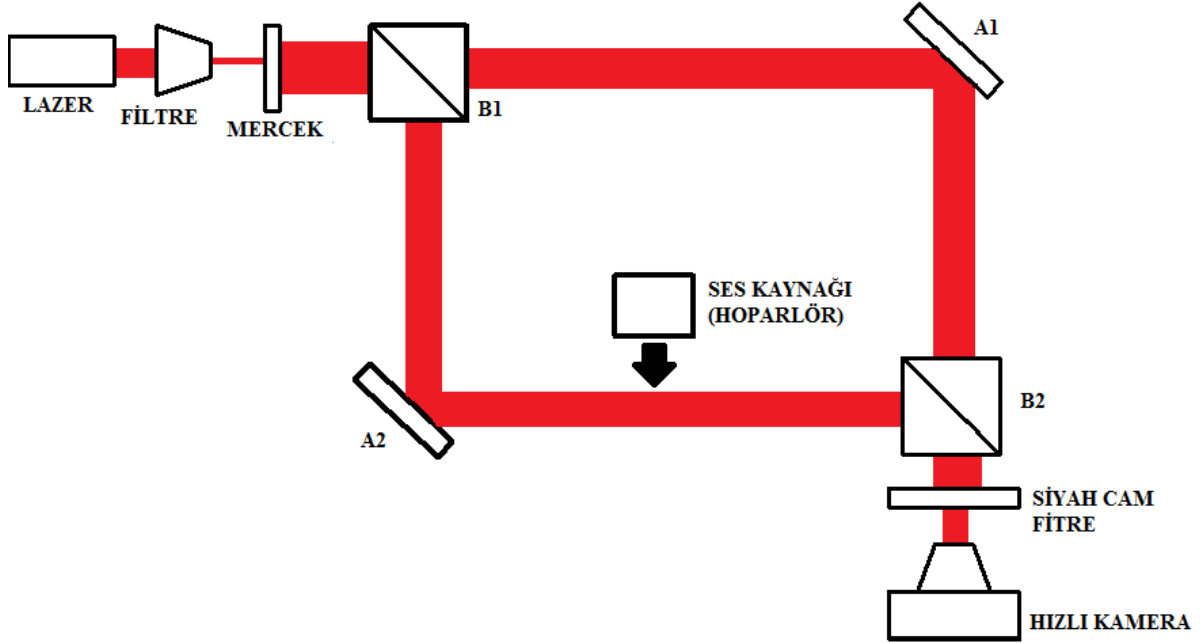 A1
LAZER
FİLTRE
MERCEK
B1
SES KAYNAĞI
(HOPARLÖR)
A2
B2
SİYAH CAM
FİTRE
HIZLI KAMERA